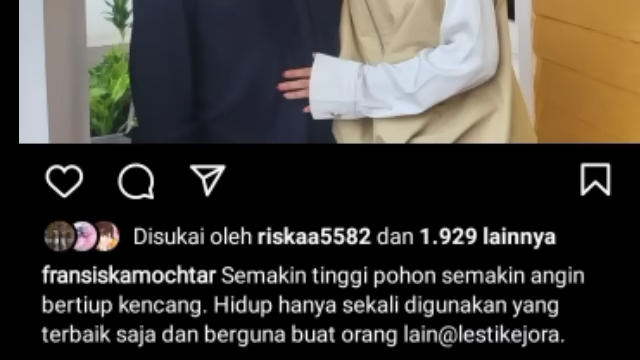 Disukai oleh riskaa5582 dan 1.929 lainnya
fransiskamochtar Semakin tinggi pohon semakin angin
bertiup kencang. Hidup hanya sekali digunakan yang
terbaik saja dan berguna buat orang lain@lestikejora.